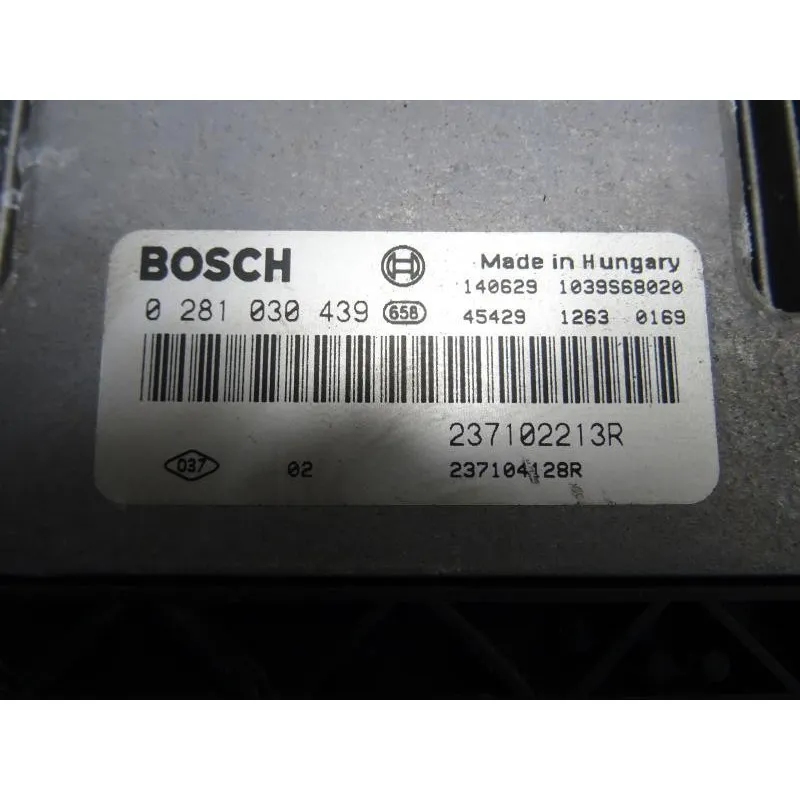 BOSCH
Made in Hungary
140629 1039S68020
0 281 030 439 658
45429 1263 0169
237102213R
037 02 237104128R